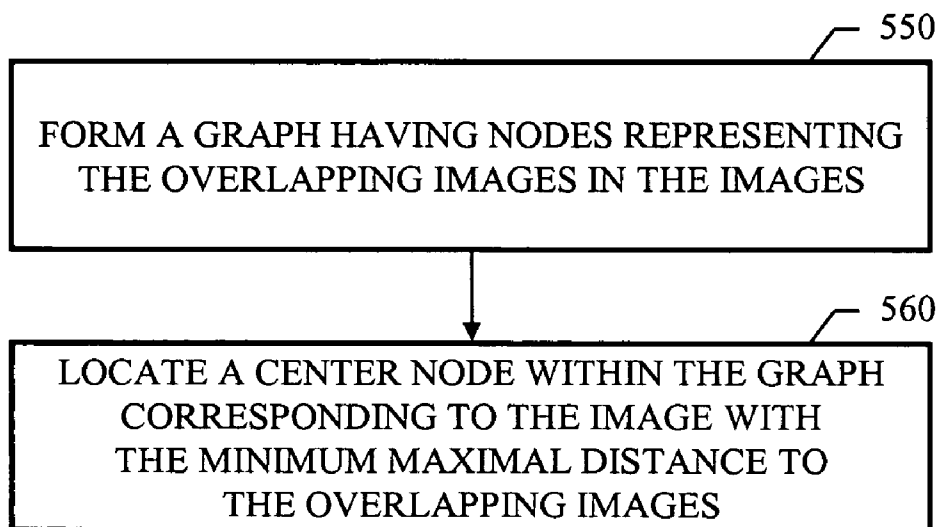 550
FORM A GRAPH HAVING NODES REPRESENTING
THE OVERLAPPING IMAGES IN THE IMAGES
560
LOCATE A CENTER NODE WITHIN THE GRAPH
CORRESPONDING TO THE IMAGE WITH
THE MINIMUM MAXIMAL DISTANCE TO
THE OVERLAPPING IMAGES